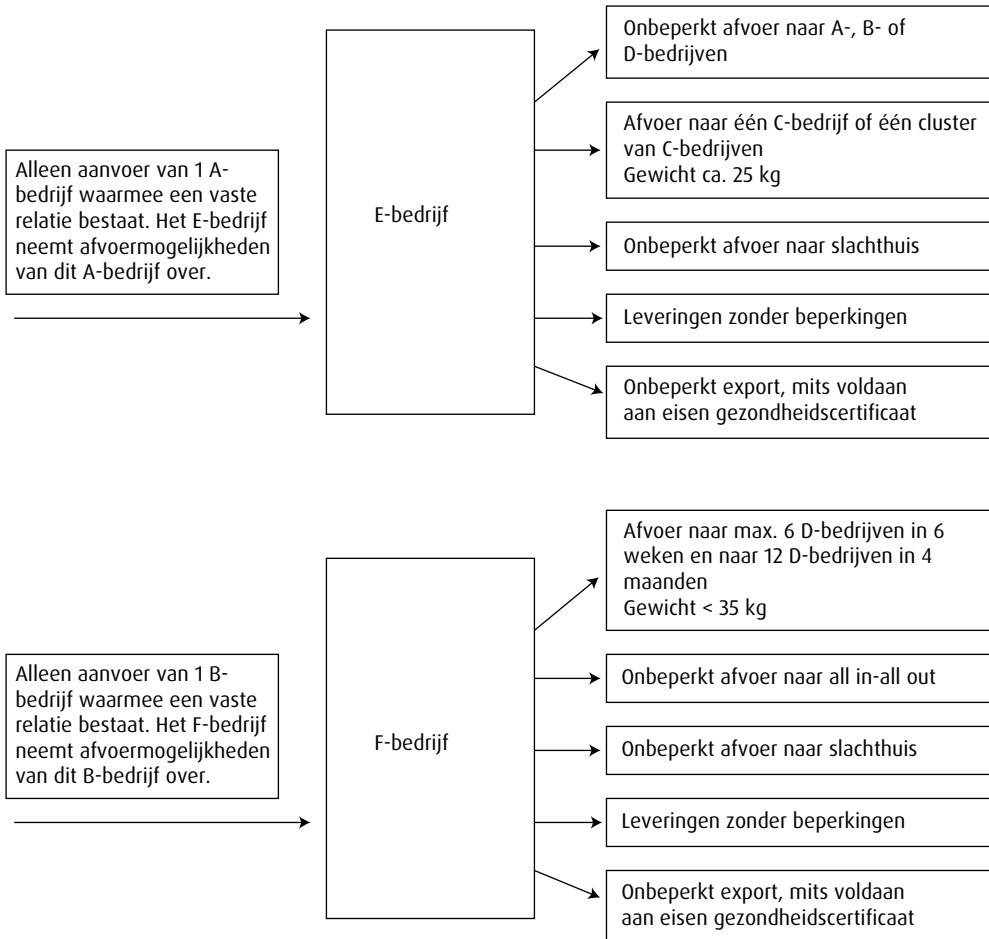 Alleen aanvoer van 1 A-
bedrijf waarmee een vaste
relatie bestaat. Het E-bedrijf
neemt afvoermogelijkheden
van dit A-bedrijf over.
E-bedrijf
Onbeperkt afvoer naar A-, B- of
D-bedrijven
Afvoer naar één C-bedrijf of één cluster
van C-bedrijven
Gewicht ca. 25 kg
Onbeperkt afvoer naar slachthuis
Leveringen zonder beperkingen
Onbeperkt export, mits voldaan
aan eisen gezondheidscertificaat
Alleen aanvoer van 1 B-
bedrijf waarmee een vaste
relatie bestaat. Het F-bedrijf
neemt afvoermogelijkheden
van dit B-bedrijf over.
F-bedrijf
Afvoer naar max. 6 D-bedrijven in 6
weken en naar 12 D-bedrijven in 4
maanden
Gewicht < 35 kg
Onbeperkt afvoer naar all in-all out
Onbeperkt afvoer naar slachthuis
Leveringen zonder beperkingen
Onbeperkt export, mits voldaan
aan eisen gezondheidscertificaat